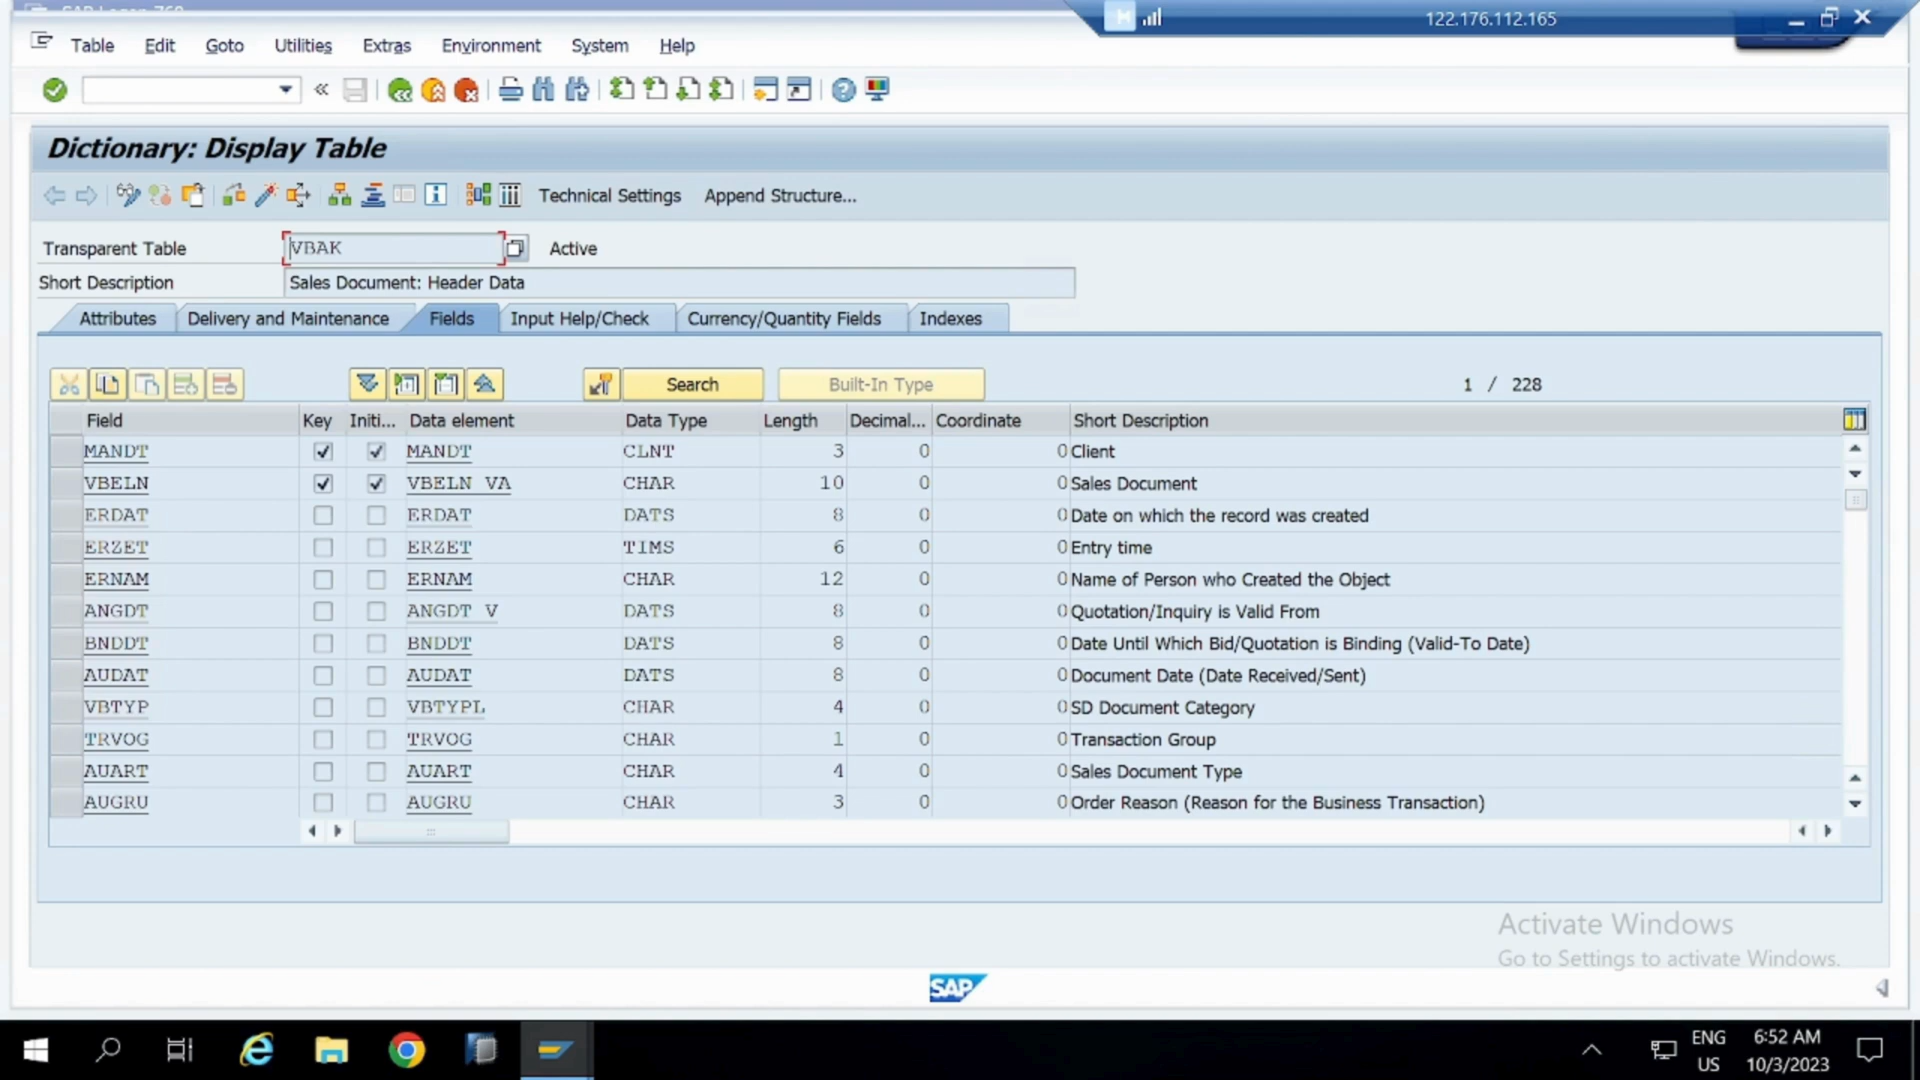 122.176.112.165
Table Edit Goto Utilities Extras Environment System Help
Dictionary: Display Table
Technical Settings Append Structure...
Transparent Table VBAK Active
Short Description Sales Document: Header Data
Attributes Delivery and Maintenance Fields Input Help/Check Currency/Quantity Fields Indexes
Search Built-In Type 1 / 228
Field Key Initi... Data element Data Type Length Decimal... Coordinate Short Description
MANDT MANDT CLNT 3 0 0 Client
VBELN VBELN VA CHAR 10 0 0 Sales Document
ERDAT ERDAT DATS 8 0 0 Date on which the record was created
ERZET ERZET TIMS 6 0 0 Entry time
ERNAM ERNAM CHAR 12 0 0 Name of Person who Created the Object
ANGDT ANGDT V DATS 8 0 0 Quotation/Inquiry is Valid From
BNDDT BNDDT DATS 8 0 0 Date Until Which Bid/Quotation is Binding (Valid-To Date)
AUDAT AUDAT DATS 8 0 0 Document Date (Date Received/Sent)
VBTYP VBTYPL CHAR 4 0 0 SD Document Category
TRVOG TRVOG CHAR 1 0 0 Transaction Group
AUART AUART CHAR 4 0 0 Sales Document Type
AUGRU AUGRU CHAR 3 0 0 Order Reason (Reason for the Business Transaction)
Activate Windows
Go to Settings to activate Windows.
SAP
ENG 6:52 AM
US 10/3/2023